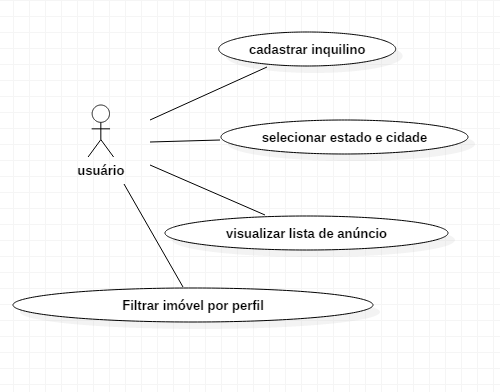 cadastrar inquilino
selecionar estado e cidade
usuário
visualizar lista de anúncio
Filtrar imóvel por perfil